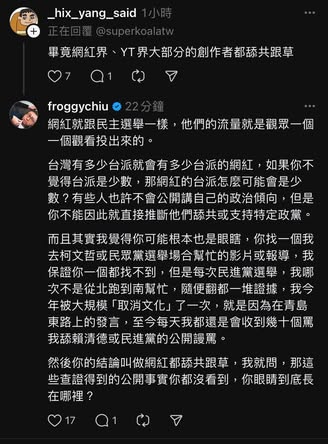 _hix_yang_said 1小時
正在回覆 @superkoalatw
畢竟網紅界、YT界大部分的創作者都舔共跟草
7 1
froggychiu 22分鐘
網紅就跟民主選舉一樣，他們的流量就是觀眾一個
一個觀看投出來的。
台灣有多少台派就會有多少台派的網紅，如果你不
覺得台派是少數，那網紅的台派怎麼可能會是少
數？有些人也許不會公開講自己的政治傾向，但是
你不能因此就直接推斷他們舔共或支持特定政黨。
而且其實我覺得你可能根本也是眼瞎，你找一個我
去柯文哲或民眾黨選舉場合幫忙的影片或報導，我
保證你一個都找不到，但是每次民進黨選舉，我哪
次不是從北跑到南幫忙，隨便翻都一堆證據，我今
年被大規模「取消文化」了一次，就是因為在青島
東路上的發言，至今每天我都還是會收到幾十個罵
我舔賴清德或民進黨的公開謾罵。
然後你的結論叫做網紅都舔共跟草，我就問，那這
些查證得到的公開事實你都沒看到，你眼睛到底長
在哪裡？
17 1